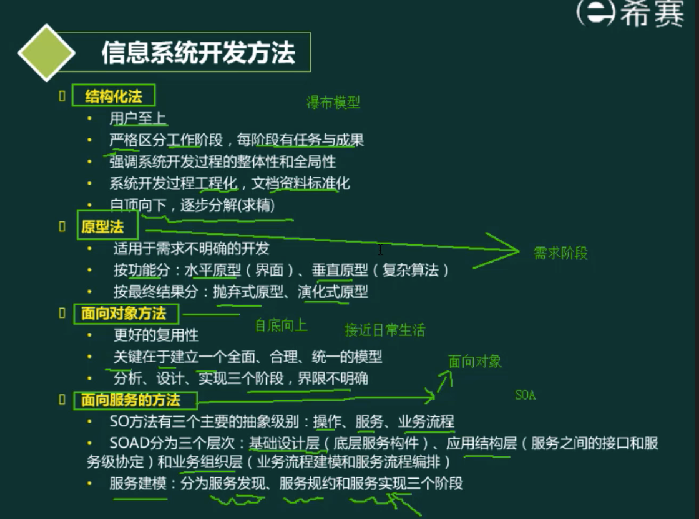 希赛
信息系统开发方法
结构化法
瀑布模型
用户至上
严格区分工作阶段，每阶段有任务与成果
强调系统开发过程的整体性和全局性
系统开发过程工程化，文档资料标准化
自顶向下，逐步分解(求精)
原型法
适用于需求不明确的开发
需求阶段
按功能分：水平原型（界面）、垂直原型（复杂算法）
按最终结果分：抛弃式原型、演化式原型
面向对象方法
自底向上
接近日常生活
更好的复用性
关键在于建立一个全面、合理、统一的模型
面向对象
分析、设计、实现三个阶段，界限不明确
面向服务的方法
SOA
SO方法有三个主要的抽象级别：操作、服务、业务流程
SOAD分为三个层次：基础设计层（底层服务构件）、应用结构层（服务之间的接口和服
务级协定）和业务组织层（业务流程建模和服务流程编排）
服务建模：分为服务发现、服务规约和服务实现三个阶段